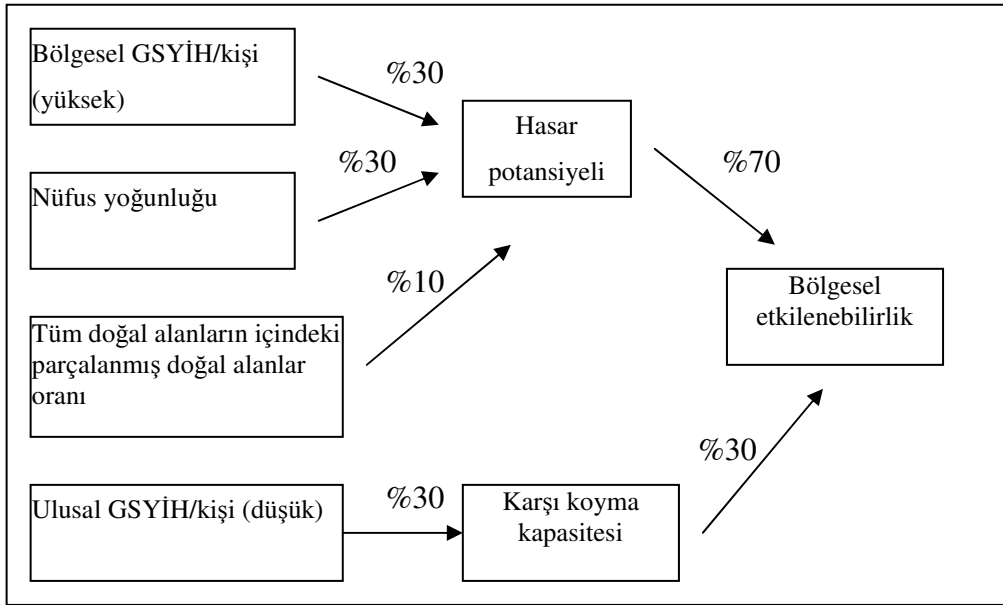 Bölgesel GSYİH/kişi
(yüksek)
%30
Hasar
potansiyeli
%70
Nüfus yoğunluğu
%30
%10
Tüm doğal alanların içindeki
parçalanmış doğal alanlar
oranı
Bölgesel
etkilenebilirlik
Ulusal GSYİH/kişi (düşük)
%30
Karşı koyma
kapasitesi
%30